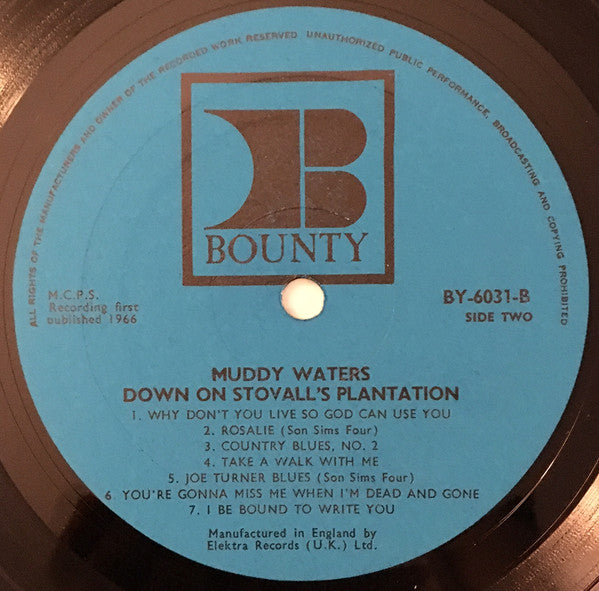 ALL RIGHTS OF THE MANUFACTURERS AND OWNER OF THE RECORDED WORK RESERVED UNAUTHORIZED PUBLIC PERFORMANCE, BROADCASTING AND COPYING PROHIBITED
B
BOUNTY
M.C.P.S.
Recording first
published 1966
BY-6031-B
SIDE TWO
MUDDY WATERS
DOWN ON STOVALL'S PLANTATION
1. WHY DON'T YOU LIVE SO GOD CAN USE YOU
2. ROSALIE (Son Sims Four)
3. COUNTRY BLUES, NO. 2
4. TAKE A WALK WITH ME
5. JOE TURNER BLUES (Son Sims Four)
6. YOU'RE GONNA MISS ME WHEN I'M DEAD AND GONE
7. I BE BOUND TO WRITE YOU
Manufactured in England by
Elektra Records (U.K.) Ltd.